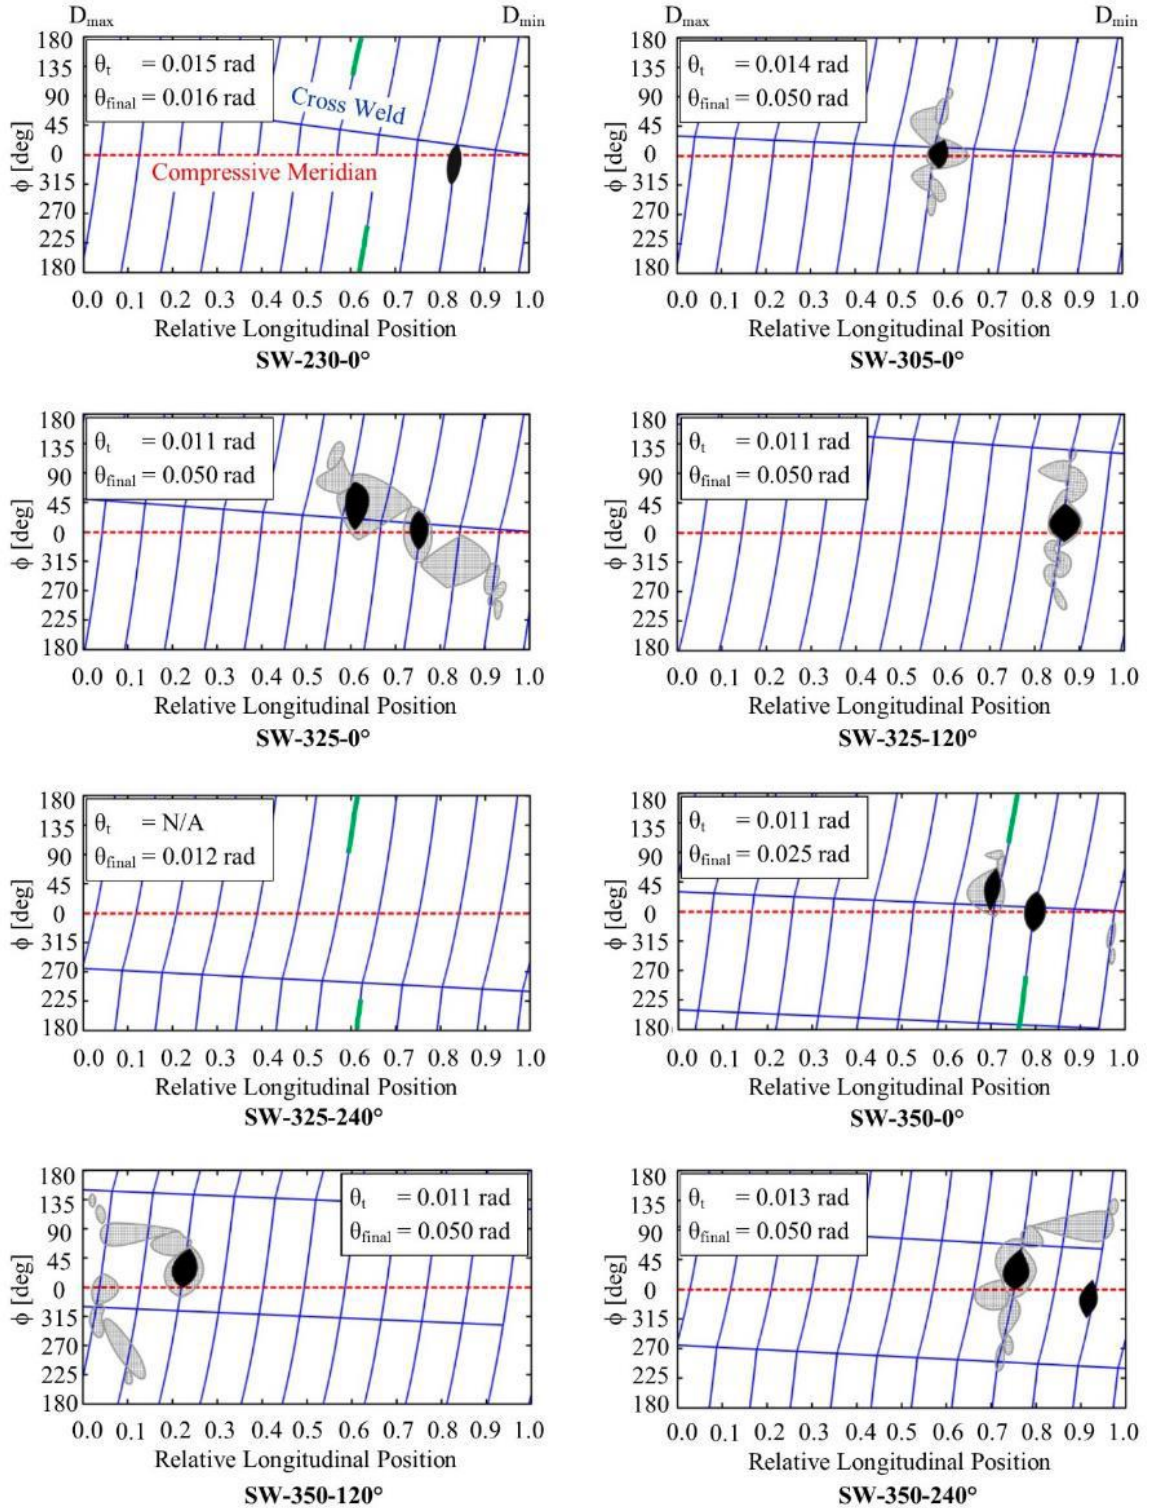 Dmax Dmin Dmax Dmin
180
135
90
45
0
315
270
225
180
ϕ [deg]
θt = 0.015 rad
θfinal = 0.016 rad
Cross Weld
Compressive Meridian
0.0 0.1 0.2 0.3 0.4 0.5 0.6 0.7 0.8 0.9 1.0
Relative Longitudinal Position
SW-230-0°
180
135
90
45
0
315
270
225
180
ϕ [deg]
θt = 0.014 rad
θfinal = 0.050 rad
0.0 0.1 0.2 0.3 0.4 0.5 0.6 0.7 0.8 0.9 1.0
Relative Longitudinal Position
SW-305-0°
180
135
90
45
0
315
270
225
180
ϕ [deg]
θt = 0.011 rad
θfinal = 0.050 rad
0.0 0.1 0.2 0.3 0.4 0.5 0.6 0.7 0.8 0.9 1.0
Relative Longitudinal Position
SW-325-0°
180
135
90
45
0
315
270
225
180
ϕ [deg]
θt = 0.011 rad
θfinal = 0.050 rad
0.0 0.1 0.2 0.3 0.4 0.5 0.6 0.7 0.8 0.9 1.0
Relative Longitudinal Position
SW-325-120°
180
135
90
45
0
315
270
225
180
ϕ [deg]
θt = N/A
θfinal = 0.012 rad
0.0 0.1 0.2 0.3 0.4 0.5 0.6 0.7 0.8 0.9 1.0
Relative Longitudinal Position
SW-325-240°
180
135
90
45
0
315
270
225
180
ϕ [deg]
θt = 0.011 rad
θfinal = 0.025 rad
0.0 0.1 0.2 0.3 0.4 0.5 0.6 0.7 0.8 0.9 1.0
Relative Longitudinal Position
SW-350-0°
180
135
90
45
0
315
270
225
180
ϕ [deg]
θt = 0.011 rad
θfinal = 0.050 rad
0.0 0.1 0.2 0.3 0.4 0.5 0.6 0.7 0.8 0.9 1.0
Relative Longitudinal Position
SW-350-120°
180
135
90
45
0
315
270
225
180
ϕ [deg]
θt = 0.013 rad
θfinal = 0.050 rad
0.0 0.1 0.2 0.3 0.4 0.5 0.6 0.7 0.8 0.9 1.0
Relative Longitudinal Position
SW-350-240°